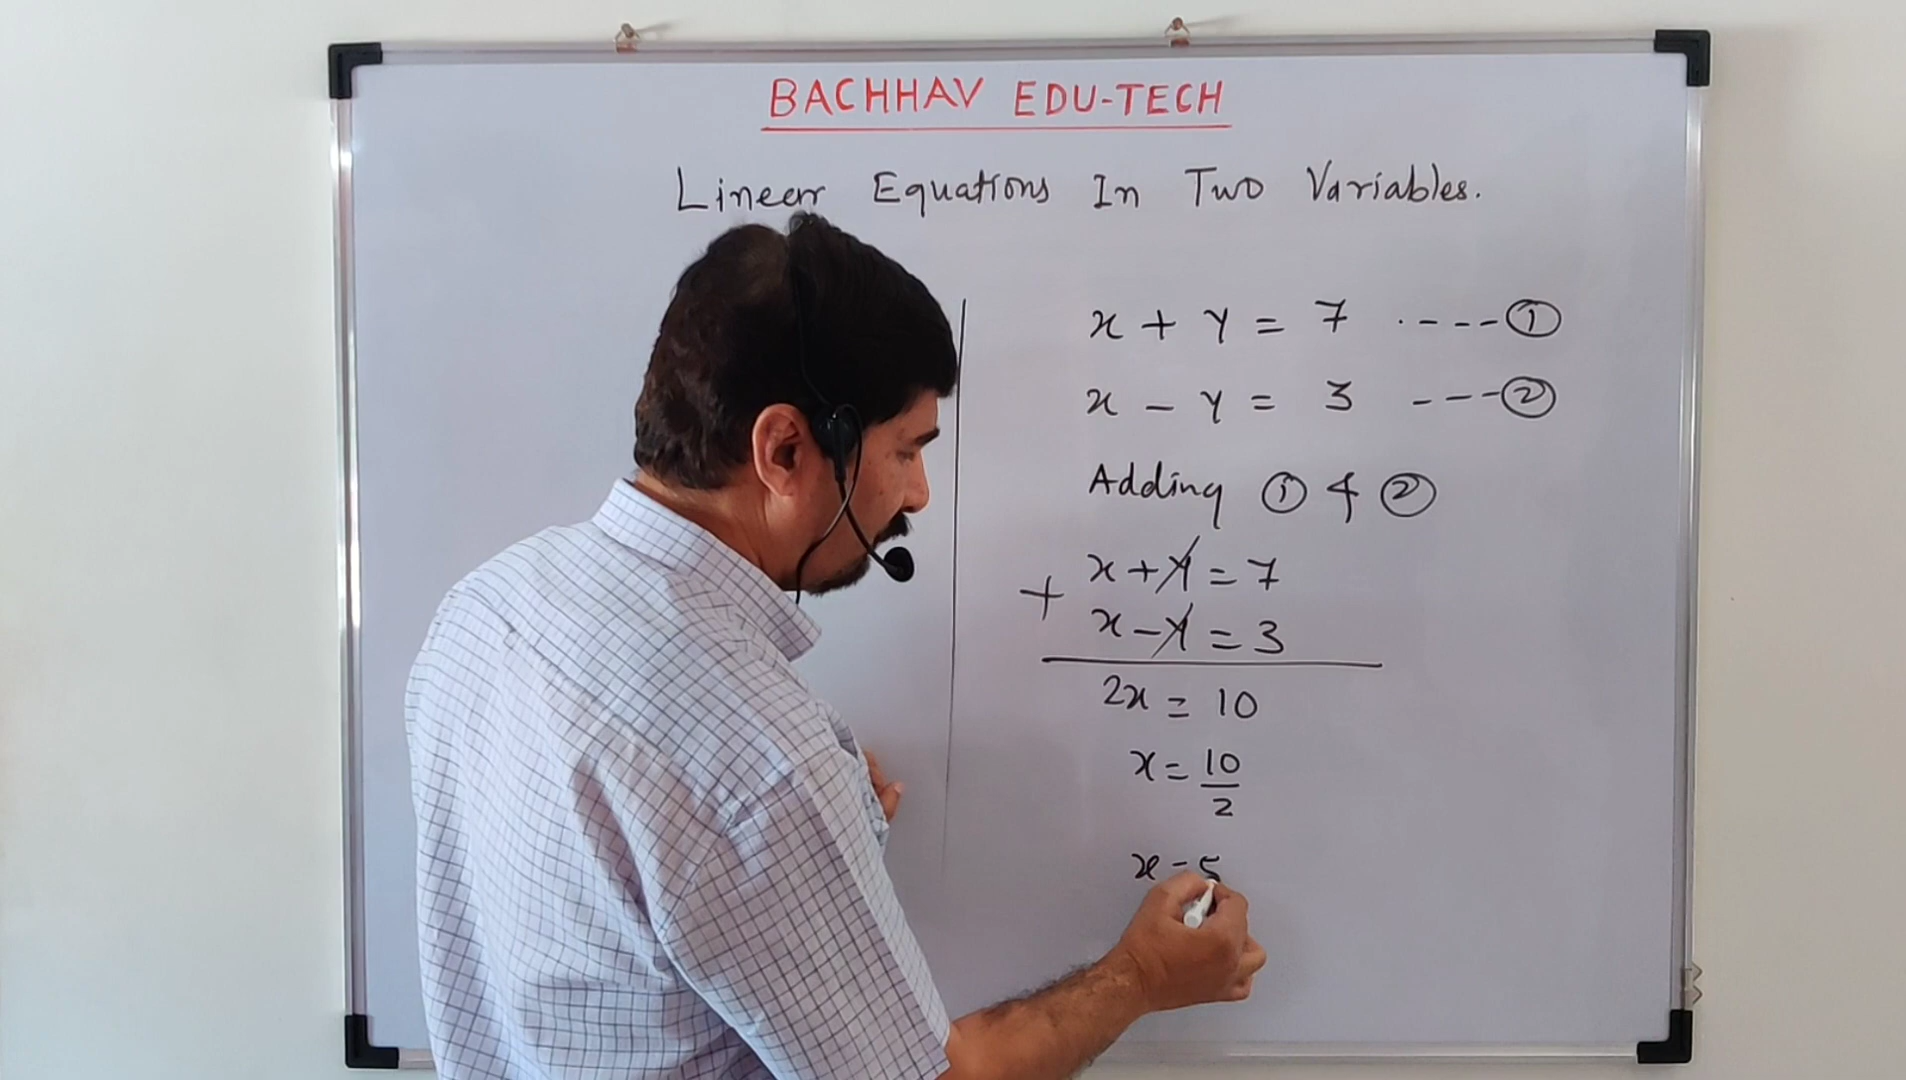 BACHHAV EDU-TECH
Linear Equations In Two Variables.
x + y = 7 ---- ①
x - y = 3 --- ②
Adding ① & ②
x + y = 7
+
x - y = 3
2x = 10
x = 10/2
x = 5